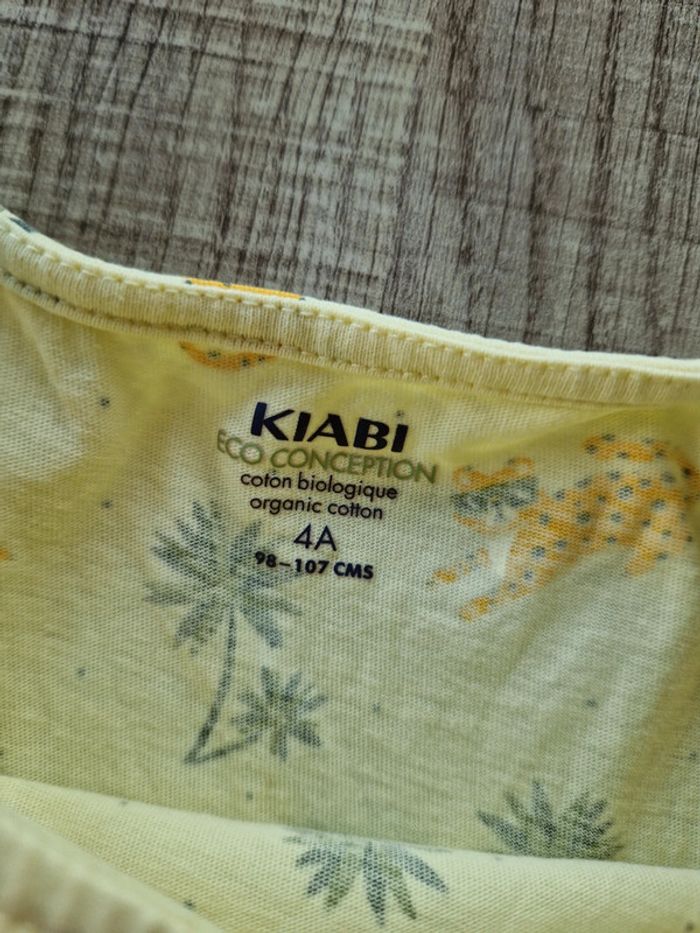 KIABI
ECO CONCEPTION
coton biologique
organic cotton
4A
98-107 CMS